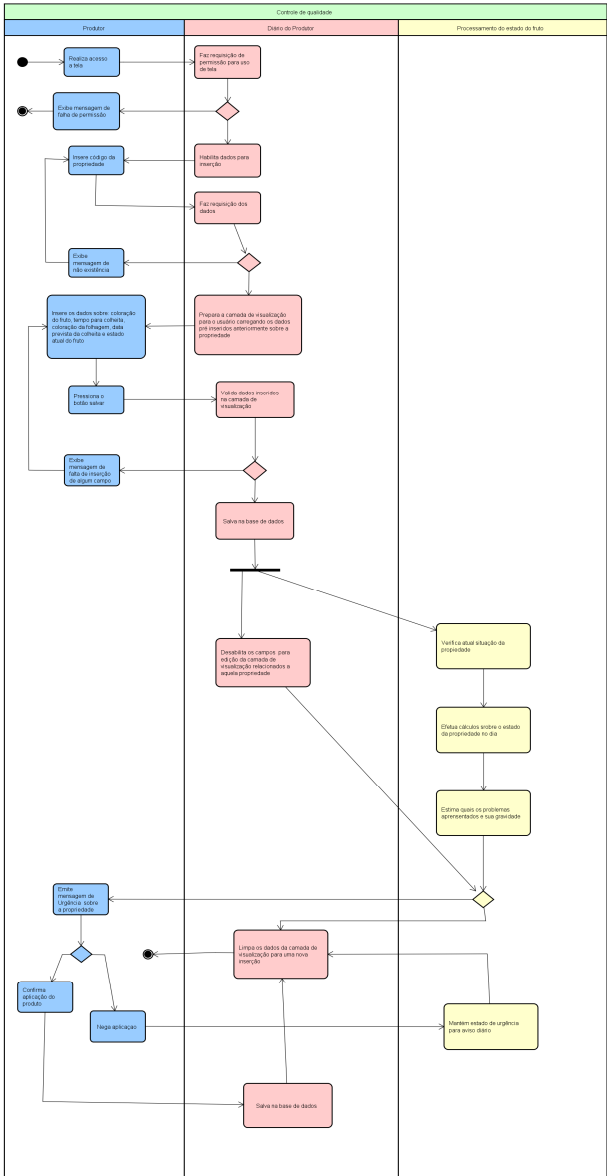 Controle de qualidade
Produtor
Diário do Produtor
Processamento do estado do fruto
Realiza acesso
a tela
Faz requisição de
permissão para uso
de tela
Exibe mensagem de
falha de permissão
Insere código da
propriedade
Habilita dados para
inserção
Faz requisição dos
dados
Exibe
mensagem de
não existência
Insere os dados sobre: coloração
do fruto, tempo para colheita,
coloração da folhagem, data
prevista da colheita e estado
atual do fruto
Prepara a camada de visualização
para o usuário carregando os dados
pré inseridos anteriormente sobre a
propriedade
Pressiona o
botão salvar
Valida dados inseridos
na camada de
visualização
Exibe
mensagem de
falta de inserção
de algum campo
Salva na base de dados
Verifica atual situação da
propiedade
Desabilita os campos para
edição da camada de
visualização relacionados a
aquela propriedade
Efetua cálculos srobre o estado
da propriedade no dia
Estima quais os problemas
aprensentados e sua gravidade
Emite
mensagem de
Urgência sobre
a propriedade
Limpa os dados da camada de
visualização para uma nova
inserção
Confirma
aplicação do
produto
Nega aplicaçao
Mantém estado de urgência
para aviso diário
Salva na base de dados